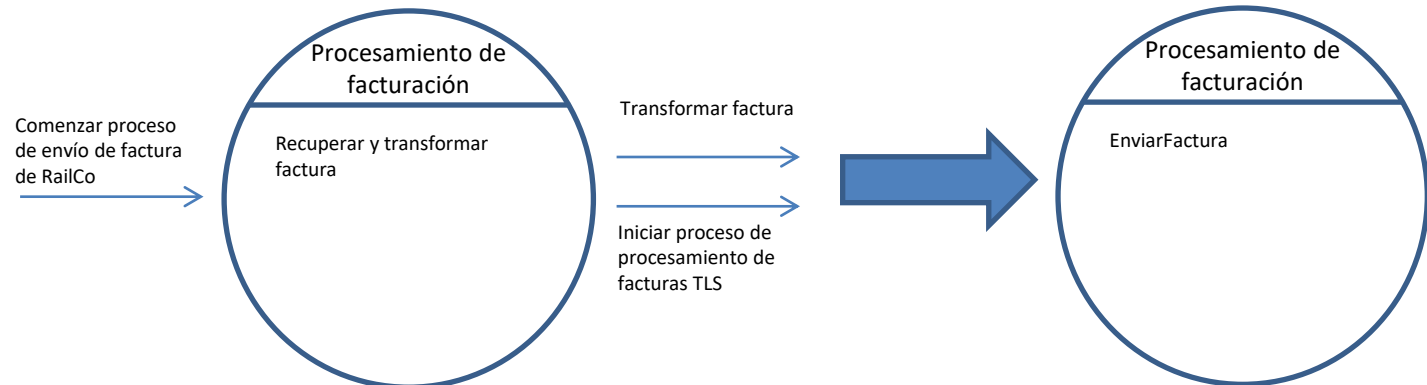 Comenzar proceso
de envío de factura
de RailCo
Procesamiento de
facturación
Recuperar y transformar
factura
Transformar factura
Iniciar proceso de
procesamiento de
facturas TLS
Procesamiento de
facturación
EnviarFactura